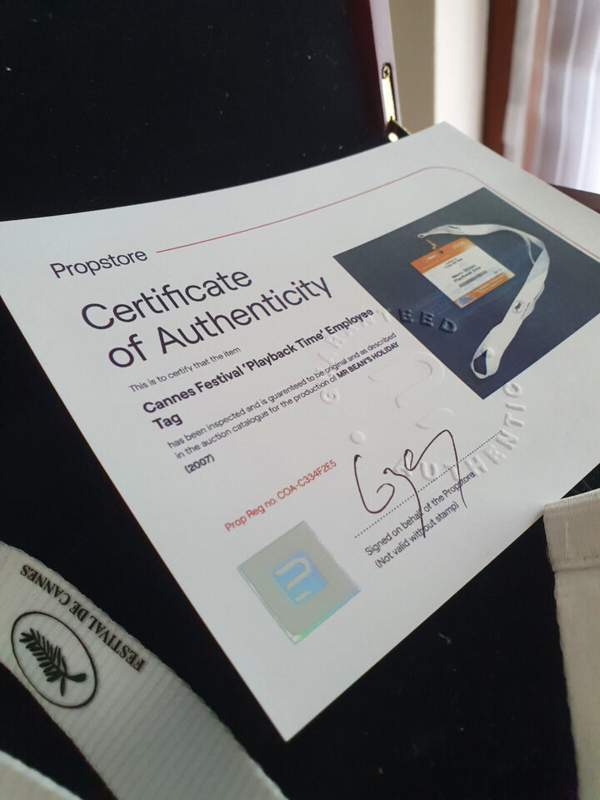 Propstore
Certificate
of Authenticity
This is to certify that the item
Cannes Festival 'Playback Time' Employee
Tag
has been inspected and is guarenteed to be original and as described
in the auction catalogue for the production of MR BEAN'S HOLIDAY
(2007)
Prop Reg no. COA-C334F2E5
Signed on behalf of the Propstore
(Not valid without stamp)
FESTIVAL DE CANNES